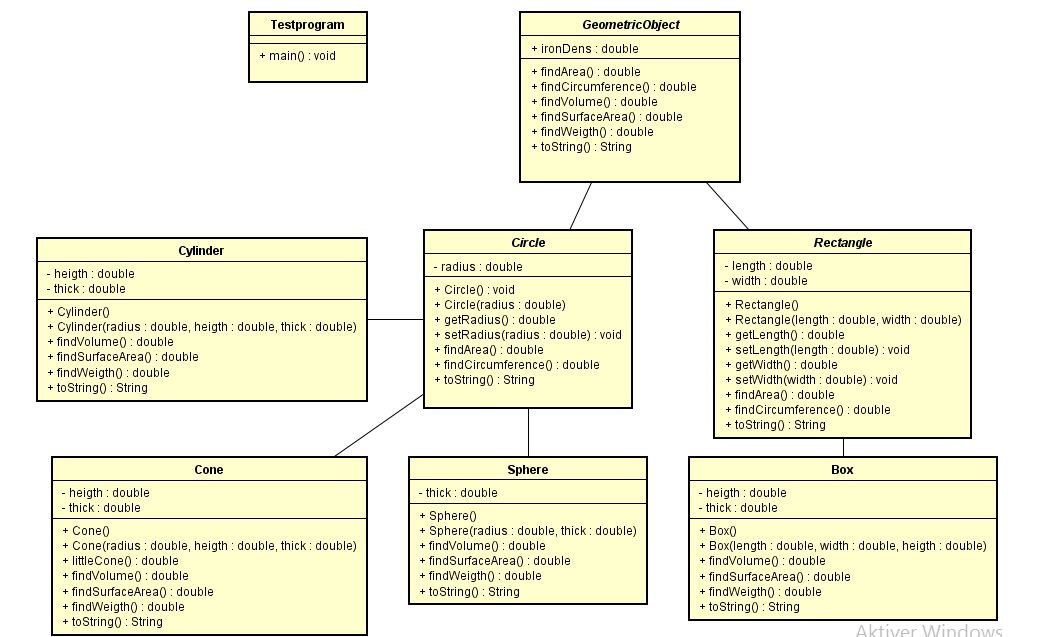 Testprogram
+ main() : void
GeometricObject
+ ironDens : double
+ findArea() : double
+ findCircumference() : double
+ findVolume() : double
+ findSurfaceArea() : double
+ findWeigth() : double
+ toString() : String
Cylinder
- heigth : double
- thick : double
+ Cylinder()
+ Cylinder(radius : double, heigth : double, thick : double)
+ findVolume() : double
+ findSurfaceArea() : double
+ findWeigth() : double
+ toString() : String
Circle
- radius : double
+ Circle() : void
+ Circle(radius : double)
+ getRadius() : double
+ setRadius(radius : double) : void
+ findArea() : double
+ findCircumference() : double
+ toString() : String
Rectangle
- length : double
- width : double
+ Rectangle()
+ Rectangle(length : double, width : double)
+ getLength() : double
+ setLength(length : double) : void
+ getWidth() : double
+ setWidth(width : double) : void
+ findArea() : double
+ findCircumference() : double
+ toString() : String
Cone
- heigth : double
- thick : double
+ Cone()
+ Cone(radius : double, heigth : double, thick : double)
+ littleCone() : double
+ findVolume() : double
+ findSurfaceArea() : double
+ findWeigth() : double
+ toString() : String
Sphere
- thick : double
+ Sphere()
+ Sphere(radius : double, thick : double)
+ findVolume() : double
+ findSurfaceArea() : double
+ findWeigth() : double
+ toString() : String
Box
- heigth : double
- thick : double
+ Box()
+ Box(length : double, width : double, heigth : double)
+ findVolume() : double
+ findSurfaceArea() : double
+ findWeigth() : double
+ toString() : String
Aktiver Windows